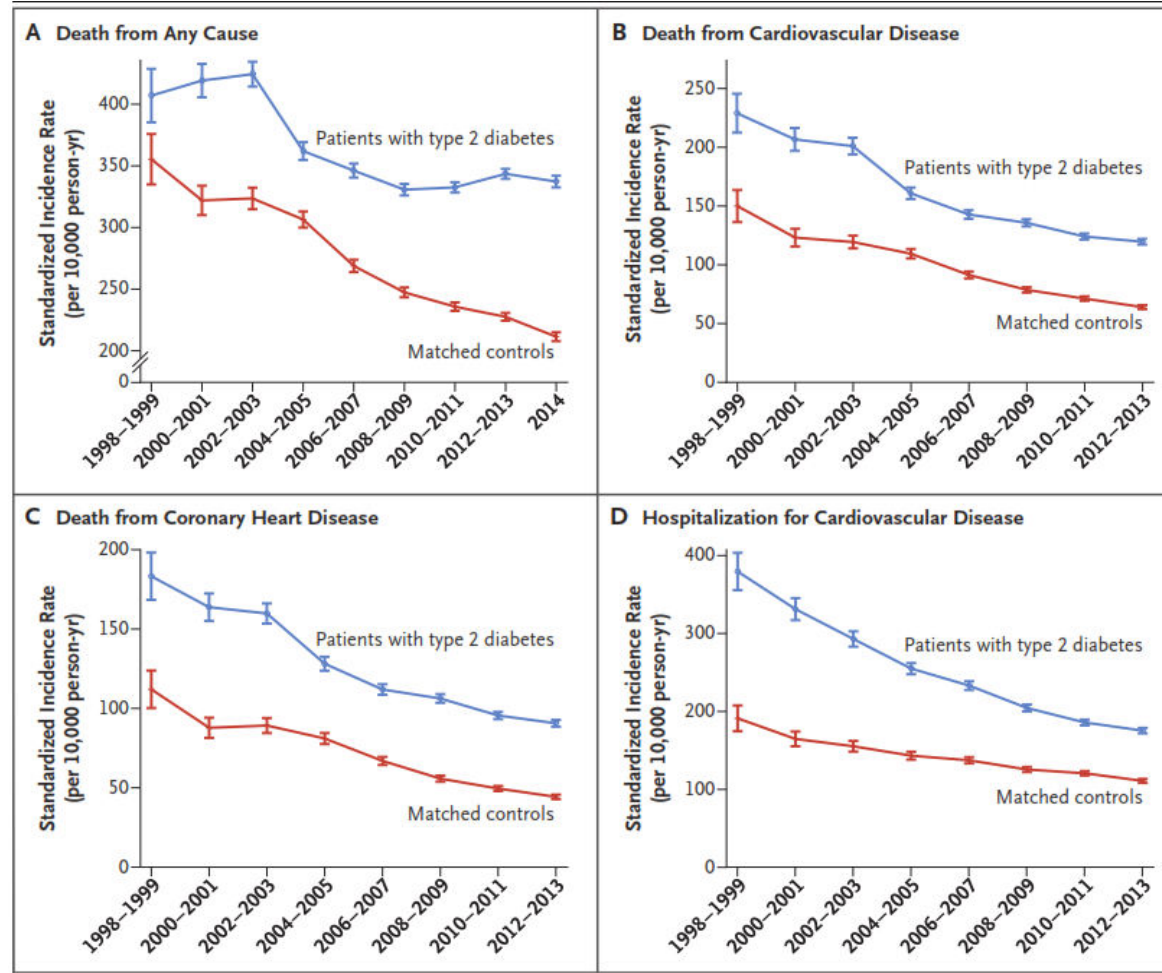 A Death from Any Cause
Standardized Incidence Rate
(per 10,000 person-yr)
400
350
300
250
200
0
Patients with type 2 diabetes
Matched controls
1998–1999
2000–2001
2002–2003
2004–2005
2006–2007
2008–2009
2010–2011
2012–2013
2014
B Death from Cardiovascular Disease
Standardized Incidence Rate
(per 10,000 person-yr)
250
200
150
100
50
0
Patients with type 2 diabetes
Matched controls
1998–1999
2000–2001
2002–2003
2004–2005
2006–2007
2008–2009
2010–2011
2012–2013
C Death from Coronary Heart Disease
Standardized Incidence Rate
(per 10,000 person-yr)
200
150
100
50
0
Patients with type 2 diabetes
Matched controls
1998–1999
2000–2001
2002–2003
2004–2005
2006–2007
2008–2009
2010–2011
2012–2013
D Hospitalization for Cardiovascular Disease
Standardized Incidence Rate
(per 10,000 person-yr)
400
300
200
100
0
Patients with type 2 diabetes
Matched controls
1998–1999
2000–2001
2002–2003
2004–2005
2006–2007
2008–2009
2010–2011
2012–2013